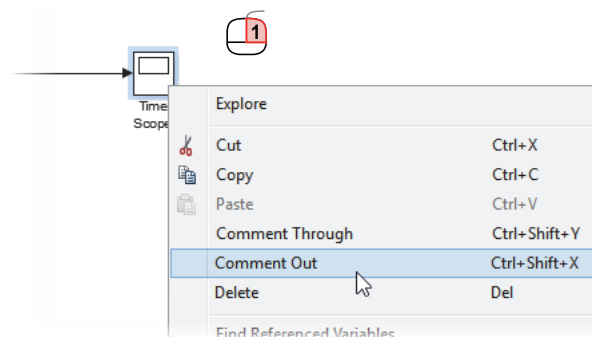 1
Time
Scope
Explore
Cut Ctrl+X
Copy Ctrl+C
Paste Ctrl+V
Comment Through Ctrl+Shift+Y
Comment Out Ctrl+Shift+X
Delete Del
Find Referenced Variables